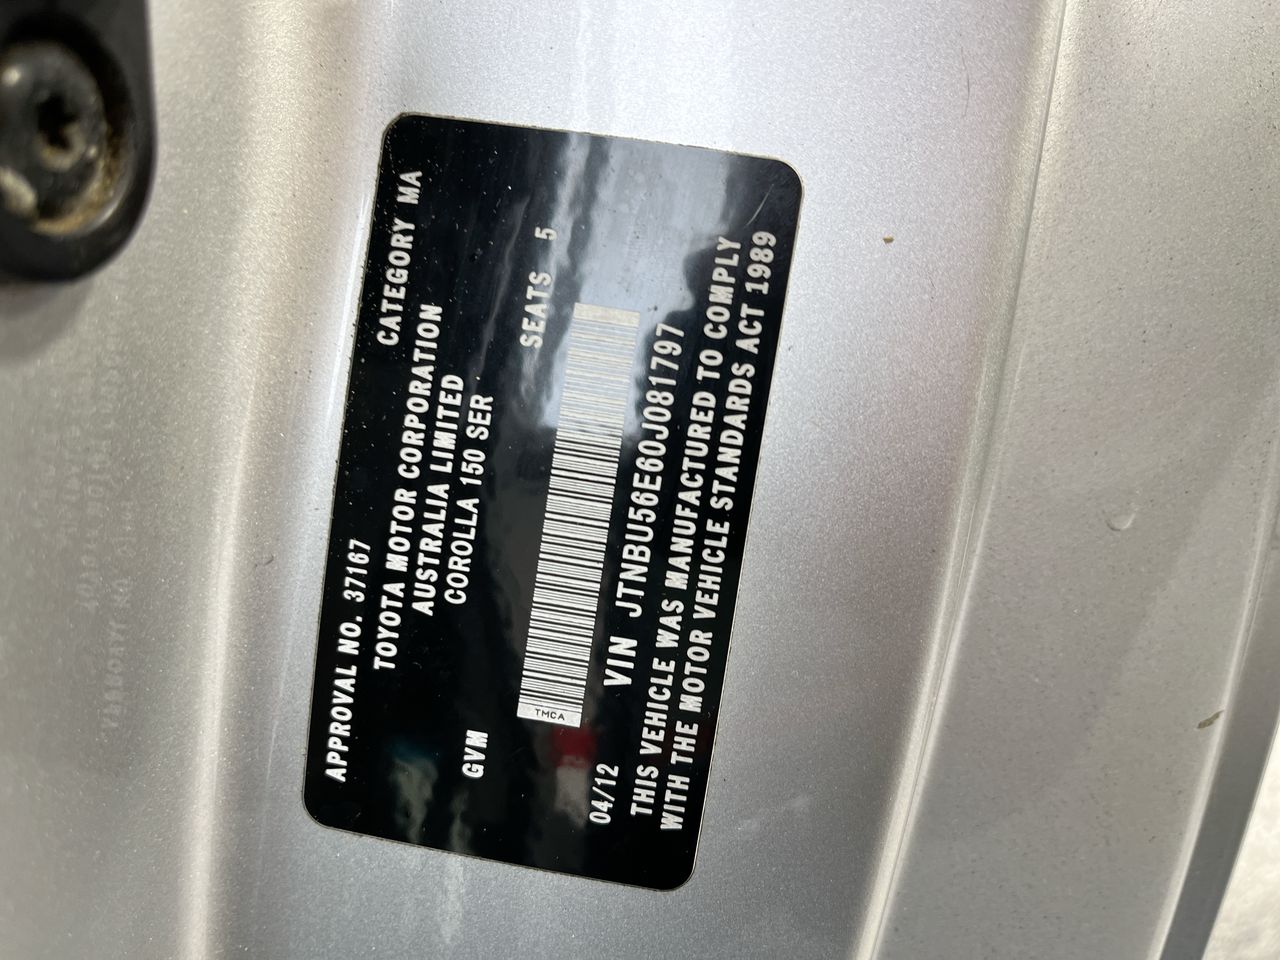 APPROVAL NO. 37167 CATEGORY MA
TOYOTA MOTOR CORPORATION
AUSTRALIA LIMITED
COROLLA 150 SER.
GVM SEATS 5
TMCA
04/12 VIN JTNBU56E60J081797
THIS VEHICLE WAS MANUFACTURED TO COMPLY
WITH THE MOTOR VEHICLE STANDARDS ACT 1989